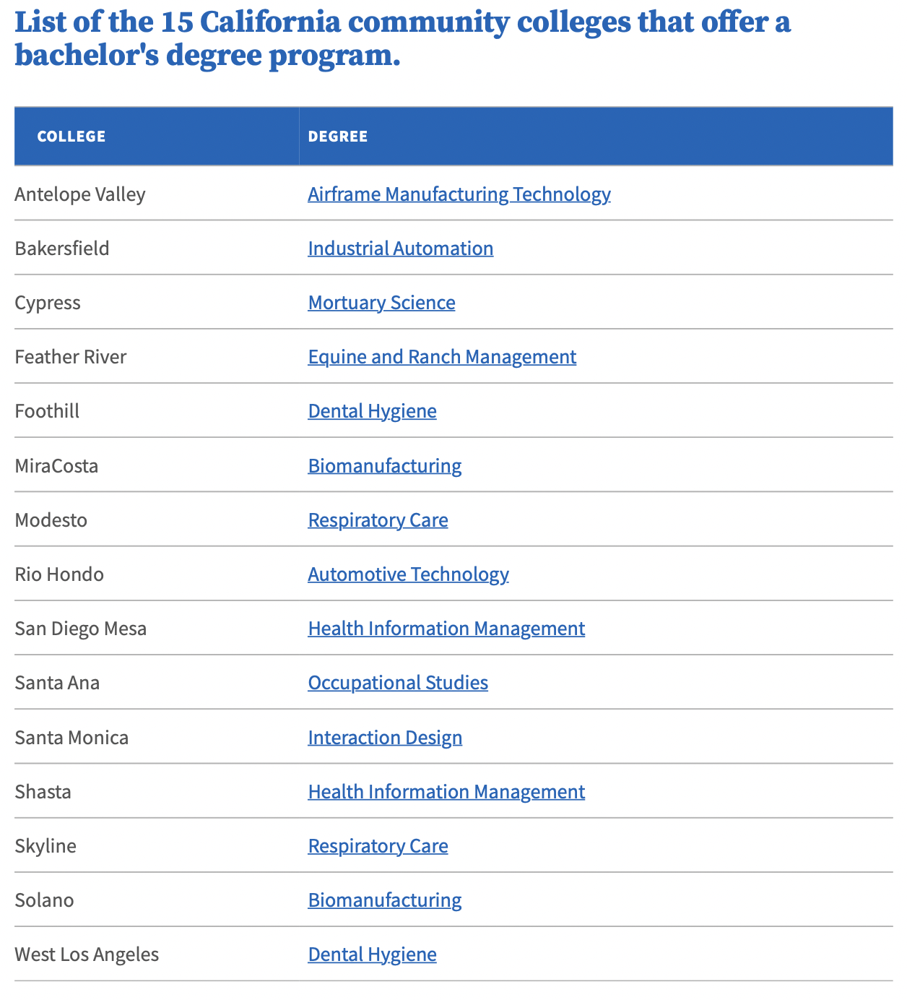 List of the 15 California community colleges that offer a
bachelor's degree program.
COLLEGE DEGREE
Antelope Valley Airframe Manufacturing Technology
Bakersfield Industrial Automation
Cypress Mortuary Science
Feather River Equine and Ranch Management
Foothill Dental Hygiene
MiraCosta Biomanufacturing
Modesto Respiratory Care
Rio Hondo Automotive Technology
San Diego Mesa Health Information Management
Santa Ana Occupational Studies
Santa Monica Interaction Design
Shasta Health Information Management
Skyline Respiratory Care
Solano Biomanufacturing
West Los Angeles Dental Hygiene